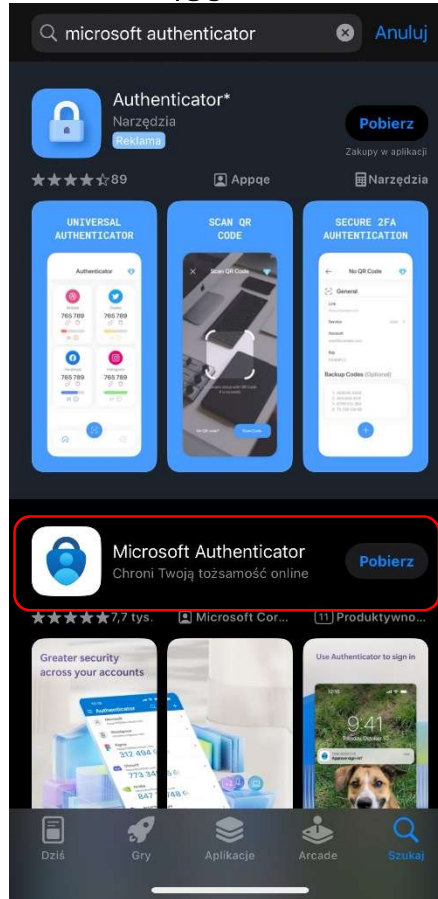 microsoft authenticator
Anuluj
Authenticator*
Narzędzia
Reklama
Pobierz
Zakupy w aplikacji
★★★★☆89
Appqe
Narzędzia
UNIVERSAL
AUTHENTICATOR
Authenticator
765 789
765 789
765 789
765 789
SCAN QR
CODE
Scan QR Code
SECURE 2FA
AUHTENTICATION
No QR Code
General
Backup Codes (Optional)
Microsoft Authenticator
Chroni Twoją tożsamość online
Pobierz
★★★★★7,7 tys.
Microsoft Cor...
11 Produktywno...
Greater security
across your accounts
Authenticator
312 494
Use Authenticator to sign in
9:41
Dziś
Gry
Aplikacje
Arcade
Szukaj